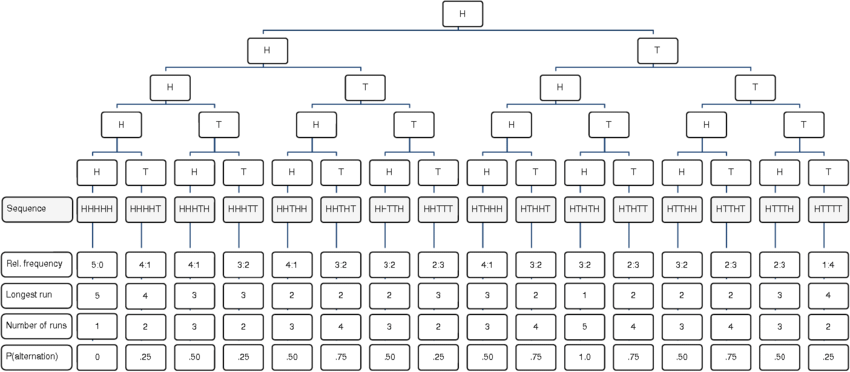 H
H T
H T H T
H T H T H T H T
H T H T H T H T H T H T H T H T
Sequence HHHHH HHHHT HHHTH HHHTT HHTHH HHTHT HHTTH HHTTT HTHHH HTHHT HTHTH HTHTT HTTHH HTTHT HTTTH HTTTT
Rel. frequency 5:0 4:1 4:1 3:2 4:1 3:2 3:2 2:3 4:1 3:2 3:2 2:3 3:2 2:3 2:3 1:4
Longest run 5 4 3 3 2 2 2 3 3 2 1 2 2 2 3 4
Number of runs 1 2 3 2 3 4 3 2 3 4 5 4 3 4 3 2
P(alternation) 0 .25 .50 .25 .50 .75 .50 .25 .50 .75 1.0 .75 .50 .75 .50 .25